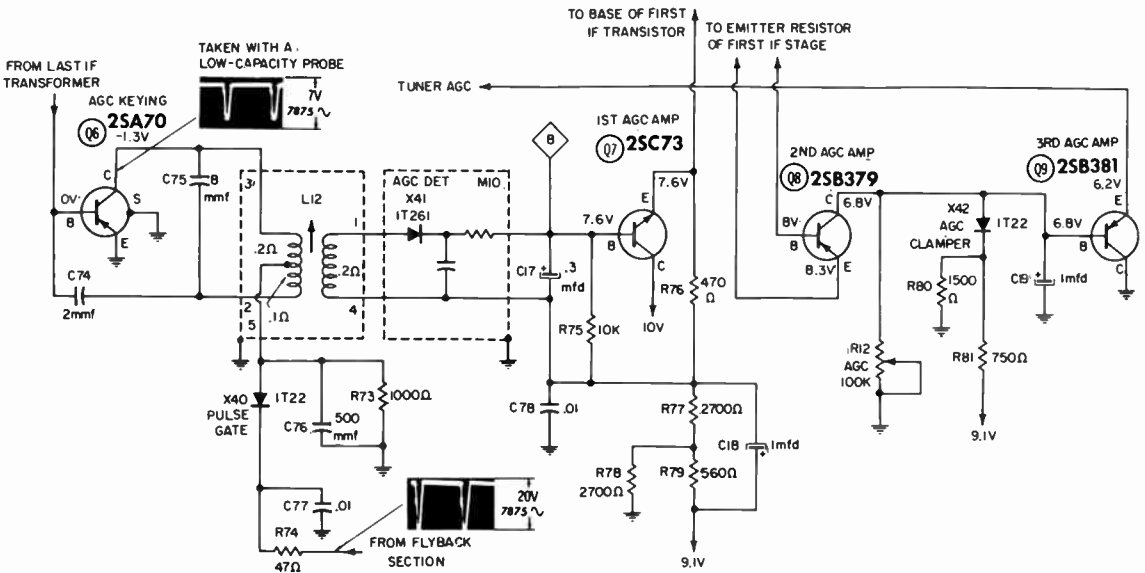 TO BASE OF FIRST
IF TRANSISTOR
TO EMITTER RESISTOR
OF FIRST IF STAGE
TAKEN WITH A
LOW-CAPACITY PROBE
FROM LAST IF
TRANSFORMER
7V
7875 ∿
TUNER AGC
AGC KEYING
Q6 2SA70
-1.3V
1ST AGC AMP
Q7 2SC73
2ND AGC AMP
Q8 2SB379
3RD AGC AMP
Q9 2SB381
6.2V
C
S
0V
B
E
C75
8
mmf
C74
2mmf
3
L12
1
.2Ω
.2Ω
.1Ω
2
5
4
AGC DET
M10
X41
1T261
B
7.6V
E
7.6V
B
C
C17
+
.3
mfd
R75
10K
10V
R76
470
Ω
8V
B
C
6.8V
8.3V
E
X42
AGC
CLAMPER
1T22
6.8V
B
E
C
R80
1500
Ω
C19
+
1mfd
R12
AGC
100K
R81
750Ω
9.1V
X40
PULSE
GATE
1T22
C76
500
mmf
R73
1000Ω
C78
.01
R77
2700Ω
C18
+
1mfd
R78
2700Ω
R79
560Ω
9.1V
C77
.01
20V
7875 ∿
R74
47Ω
FROM FLYBACK
SECTION